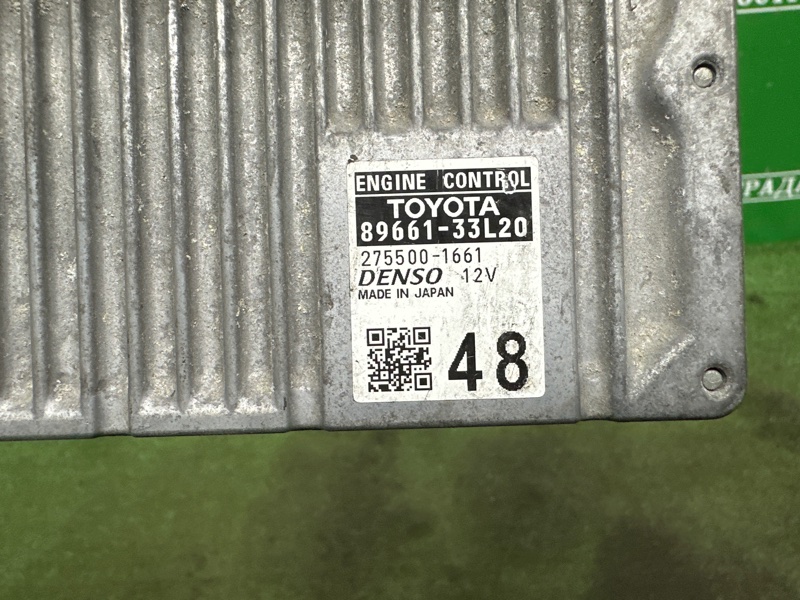 ENGINE CONTROL
TOYOTA
89661-33L20
275500-1661
DENSO 12V
MADE IN JAPAN
48